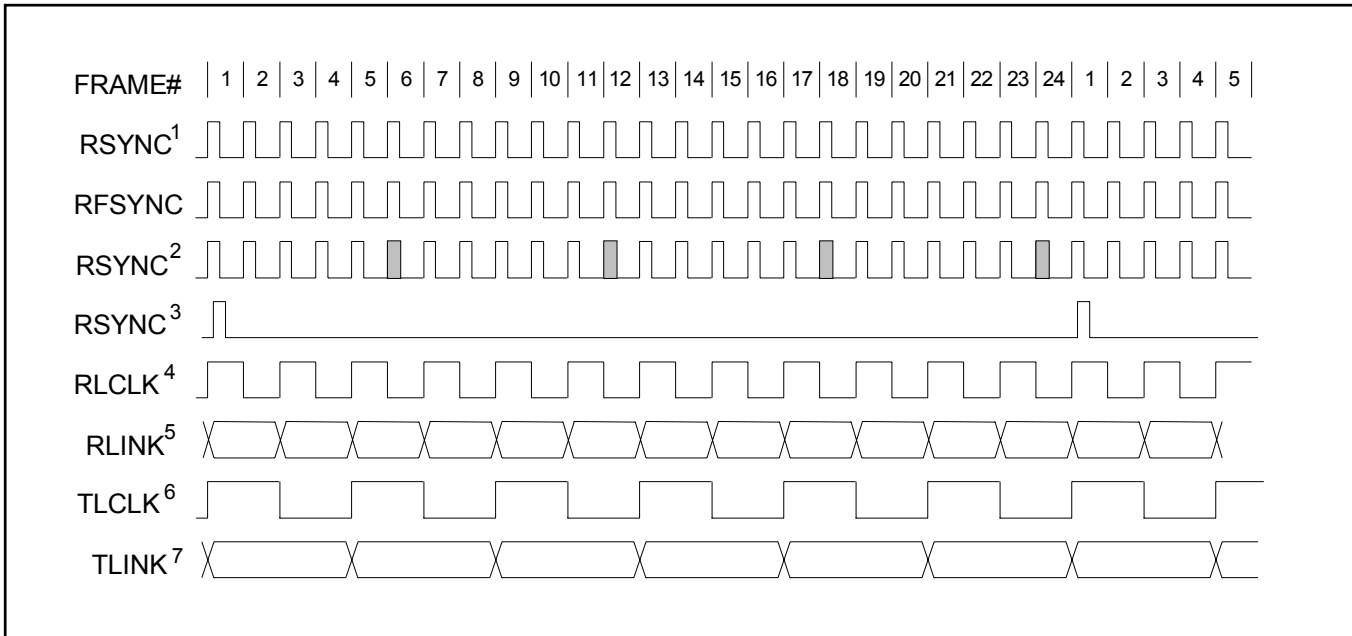 FRAME# 1 2 3 4 5 6 7 8 9 10 11 12 13 14 15 16 17 18 19 20 21 22 23 24 1 2 3 4 5
RSYNC¹
RFSYNC
RSYNC²
RSYNC³
RLCLK⁴
RLINK⁵
TLCLK⁶
TLINK⁷